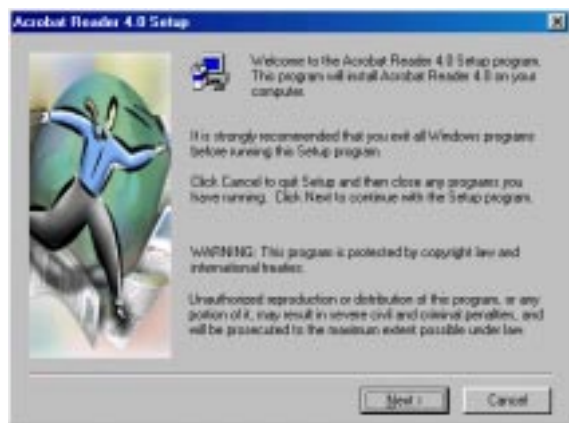 Acrobat Reader 4.0 Setup
Welcome to the Acrobat Reader 4.0 Setup program.
This program will install Acrobat Reader 4.0 on your
computer.
It is strongly recommended that you exit all Windows programs
before running this Setup program.
Click Cancel to quit Setup and then close any programs you
have running. Click Next to continue with the Setup program.
WARNING: This program is protected by copyright law and
international treaties.
Unauthorized reproduction or distribution of this program, or any
portion of it, may result in severe civil and criminal penalties, and
will be prosecuted to the maximum extent possible under law.
Next >
Cancel